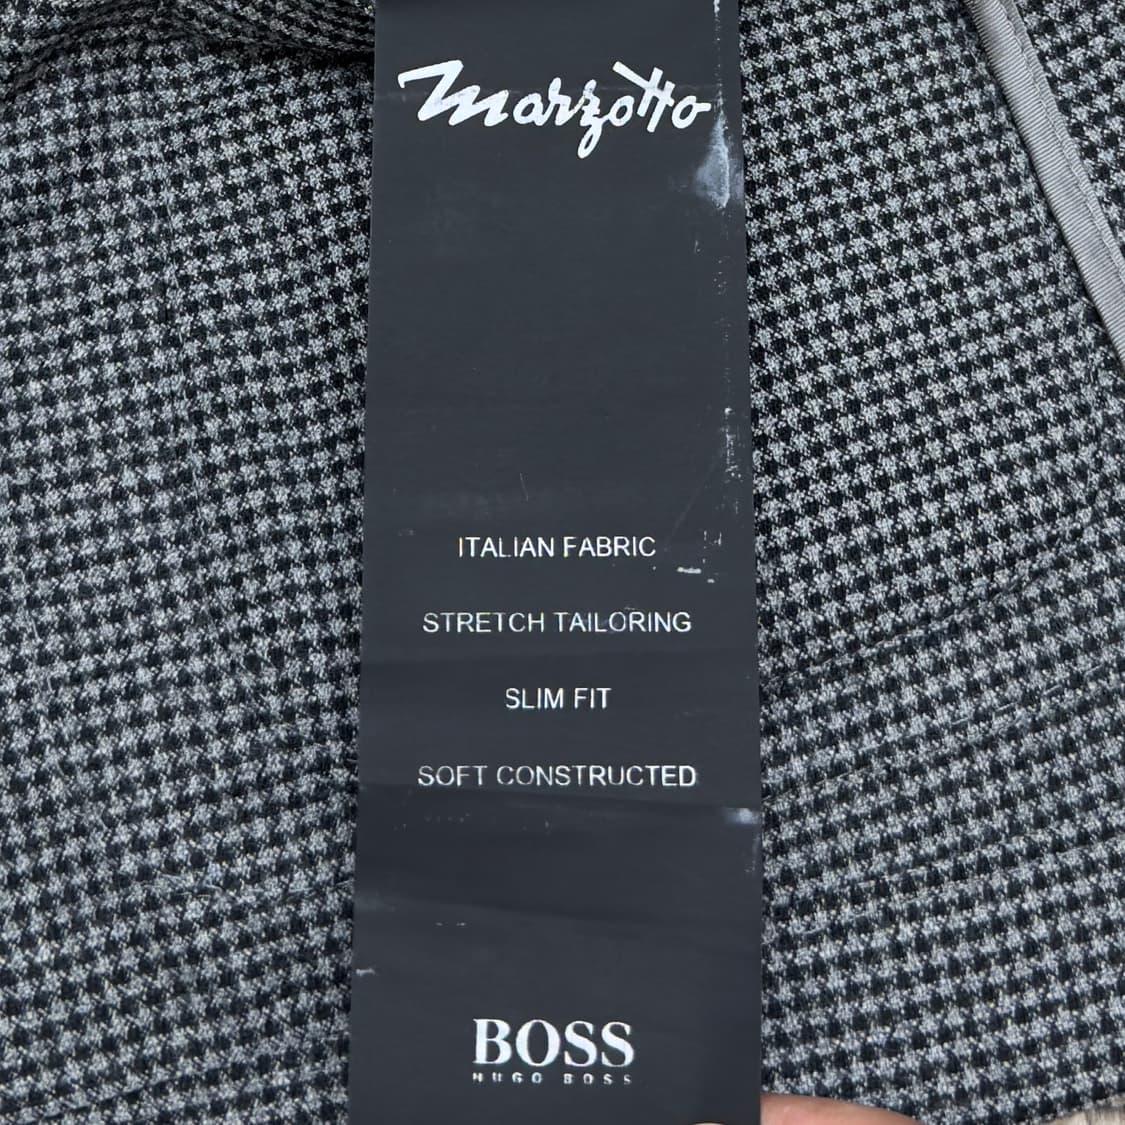 Marzotto
ITALIAN FABRIC
STRETCH TAILORING
SLIM FIT
SOFT CONSTRUCTED
BOSS
HUGO BOSS